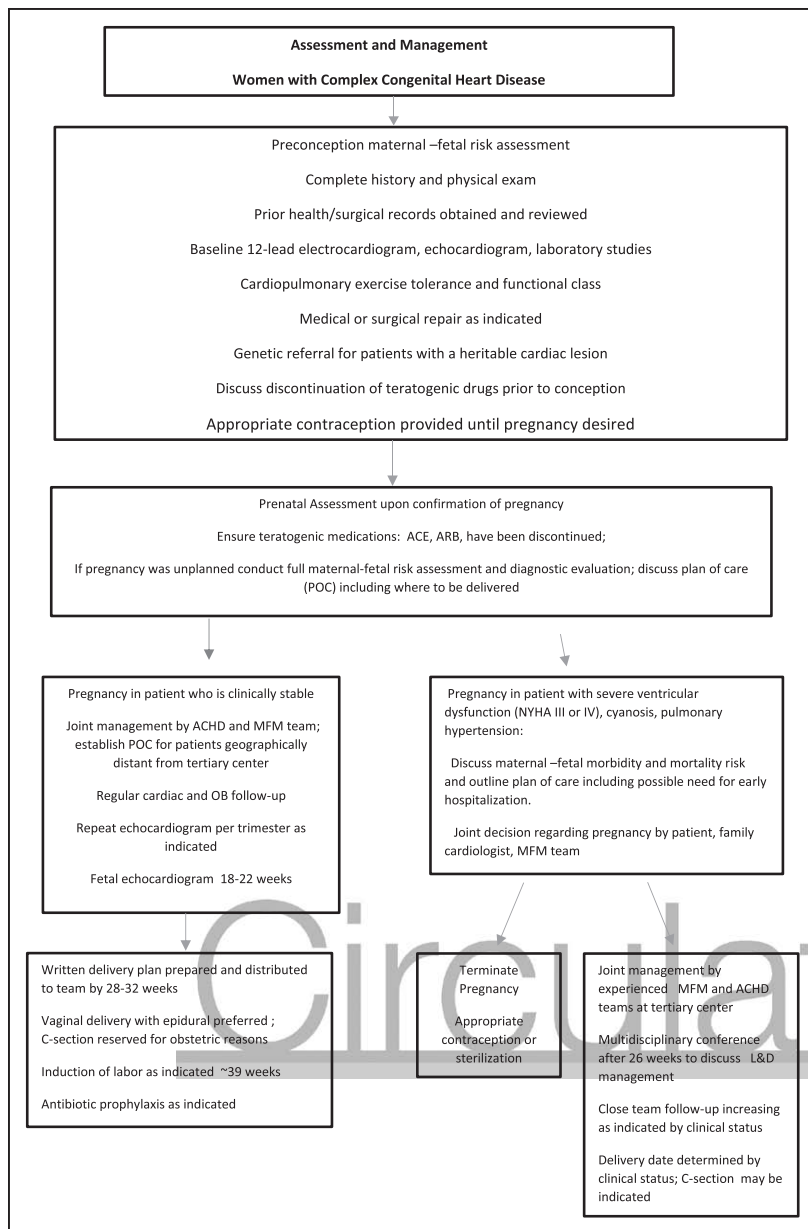 Assessment and Management
Women with Complex Congenital Heart Disease
Preconception maternal –fetal risk assessment
Complete history and physical exam
Prior health/surgical records obtained and reviewed
Baseline 12-lead electrocardiogram, echocardiogram, laboratory studies
Cardiopulmonary exercise tolerance and functional class
Medical or surgical repair as indicated
Genetic referral for patients with a heritable cardiac lesion
Discuss discontinuation of teratogenic drugs prior to conception
Appropriate contraception provided until pregnancy desired
Prenatal Assessment upon confirmation of pregnancy
Ensure teratogenic medications: ACE, ARB, have been discontinued;
If pregnancy was unplanned conduct full maternal-fetal risk assessment and diagnostic evaluation; discuss plan of care
(POC) including where to be delivered
Pregnancy in patient who is clinically stable
Joint management by ACHD and MFM team;
establish POC for patients geographically
distant from tertiary center
Regular cardiac and OB follow-up
Repeat echocardiogram per trimester as
indicated
Fetal echocardiogram 18-22 weeks
Pregnancy in patient with severe ventricular
dysfunction (NYHA III or IV), cyanosis, pulmonary
hypertension:
Discuss maternal –fetal morbidity and mortality risk
and outline plan of care including possible need for early
hospitalization.
Joint decision regarding pregnancy by patient, family
cardiologist, MFM team
Written delivery plan prepared and distributed
to team by 28-32 weeks
Vaginal delivery with epidural preferred ;
C-section reserved for obstetric reasons
Induction of labor as indicated ~39 weeks
Antibiotic prophylaxis as indicated
Terminate
Pregnancy
Appropriate
contraception or
sterilization
Joint management by
experienced MFM and ACHD
teams at tertiary center
Multidisciplinary conference
after 26 weeks to discuss L&D
management
Close team follow-up increasing
as indicated by clinical status
Delivery date determined by
clinical status; C-section may be
indicated
Circulat